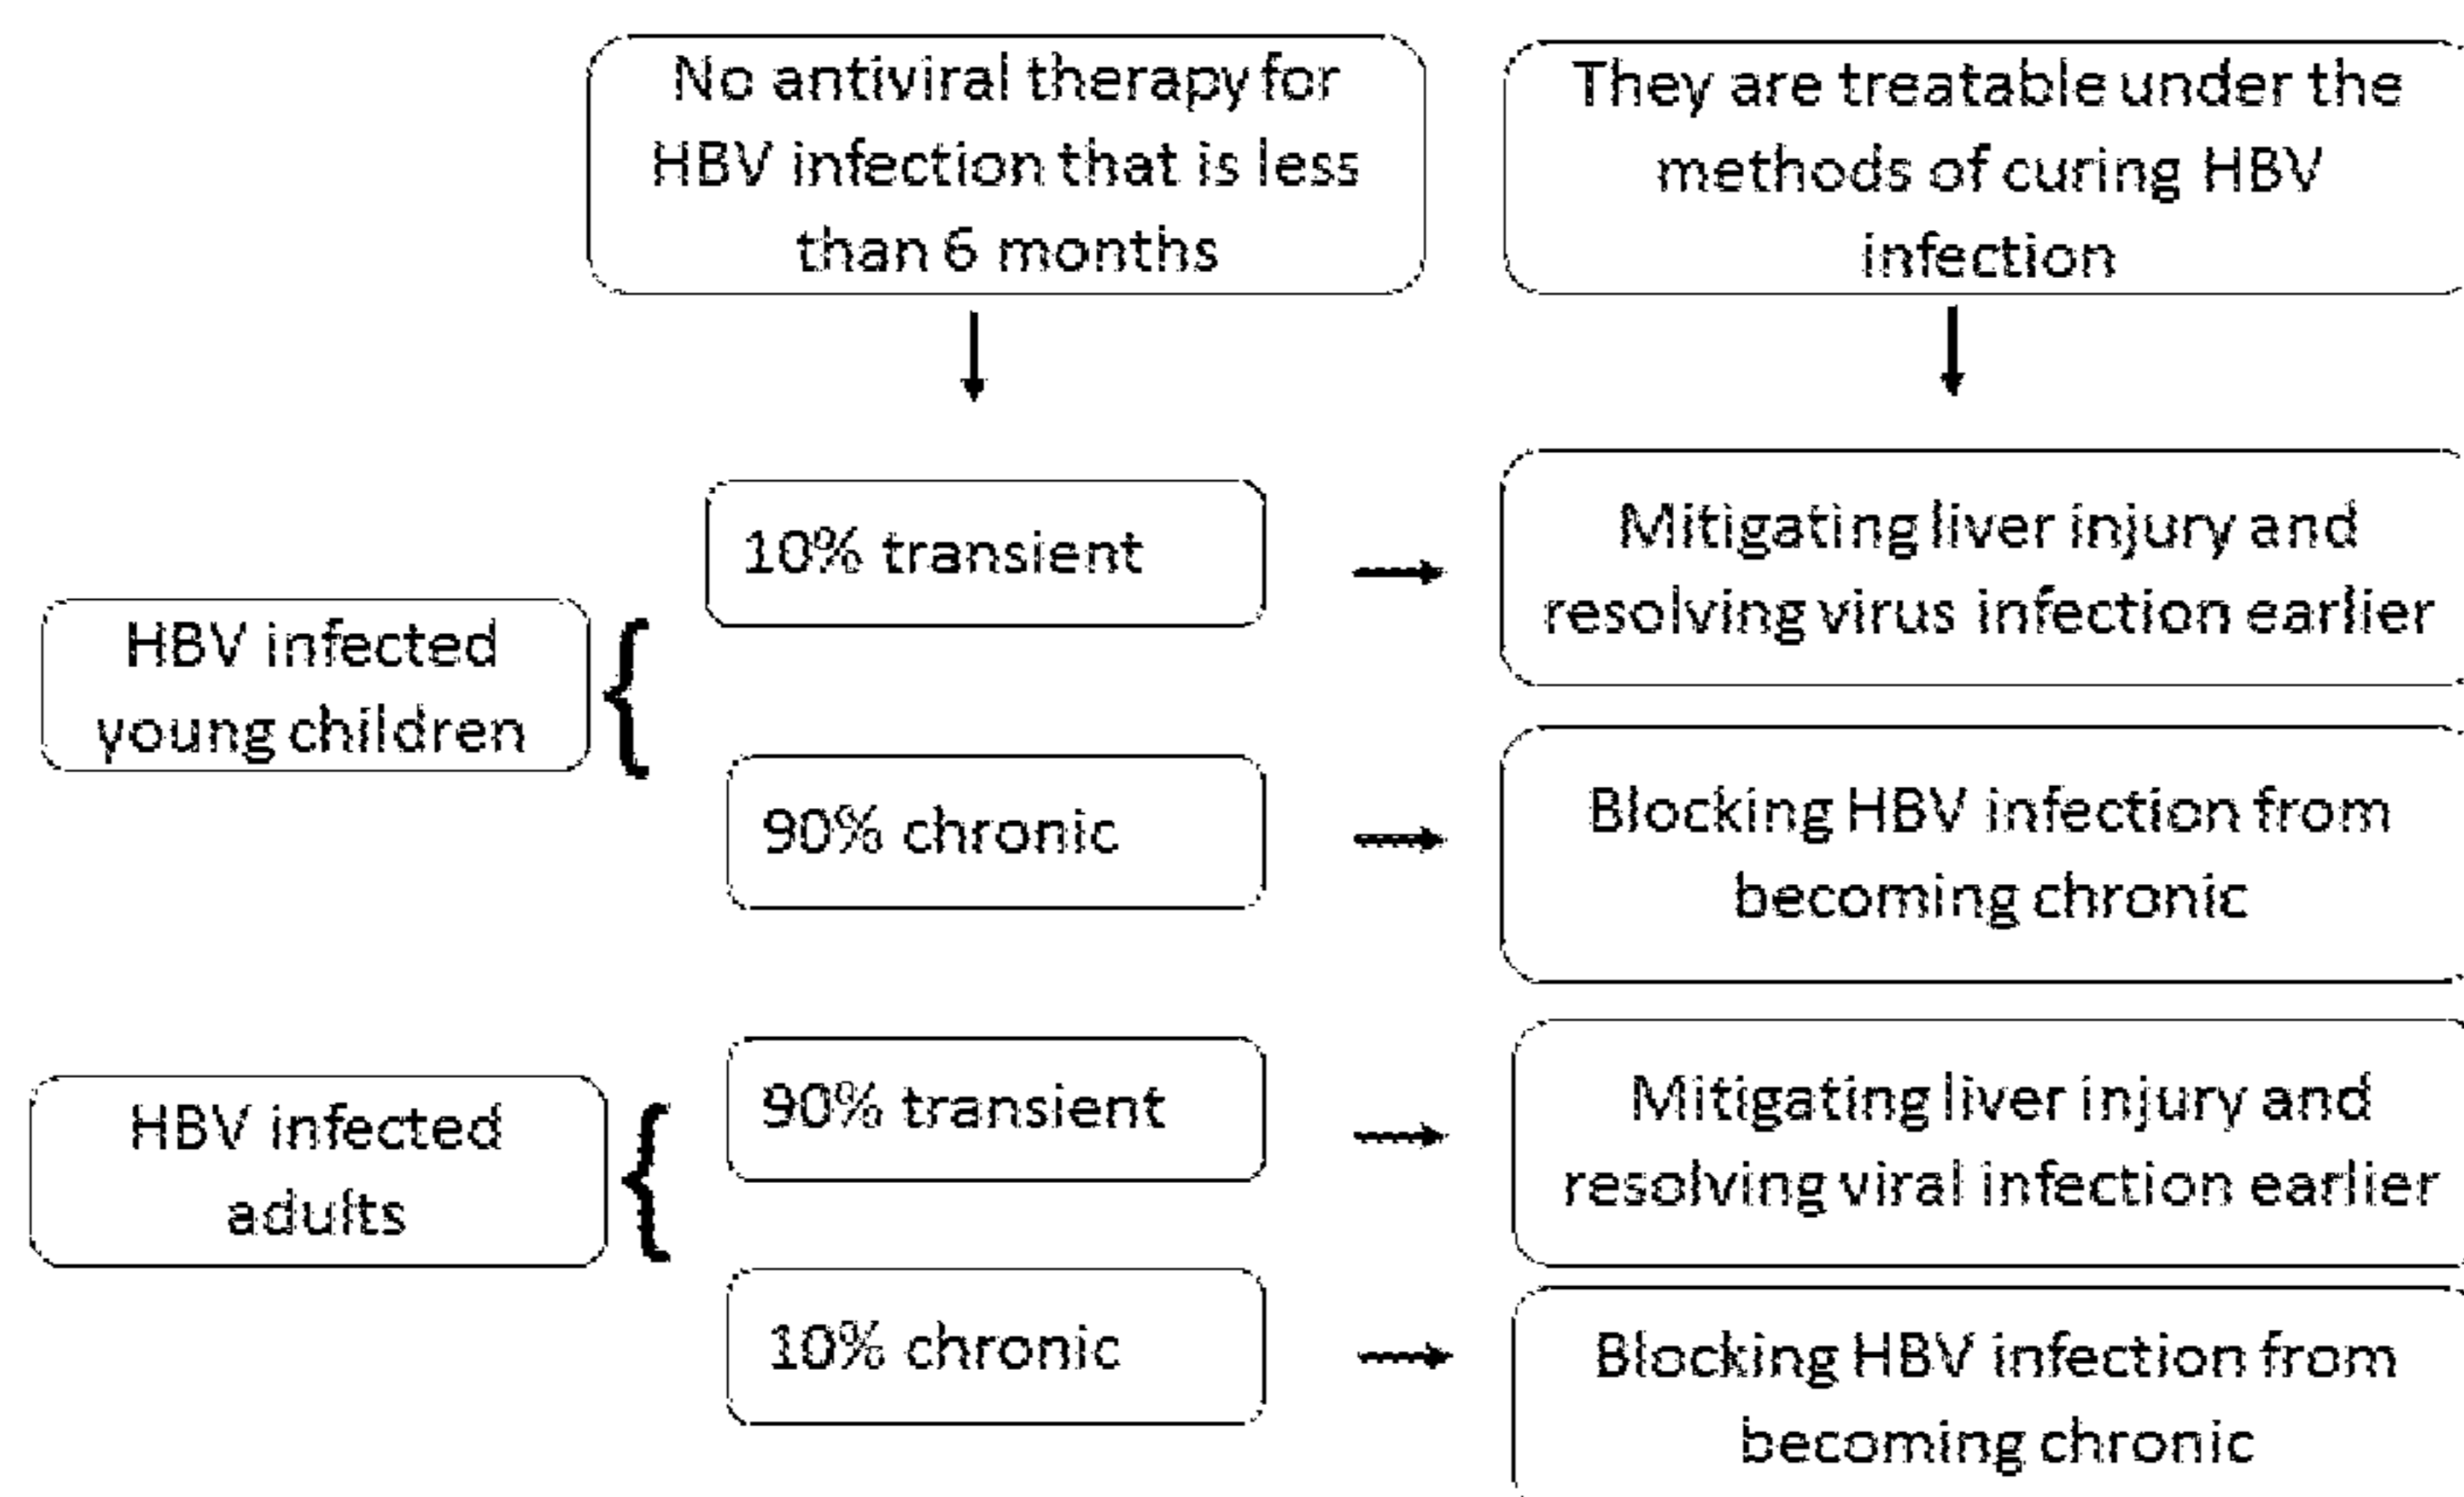 No antiviral therapy for
HBV infection that is less
than 6 months
They are treatable under the
methods of curing HBV
infection
HBV infected
young children
10% transient
Mitigating liver injury and
resolving virus infection earlier
90% chronic
Blocking HBV infection from
becoming chronic
HBV infected
adults
90% transient
Mitigating liver injury and
resolving viral infection earlier
10% chronic
Blocking HBV infection from
becoming chronic